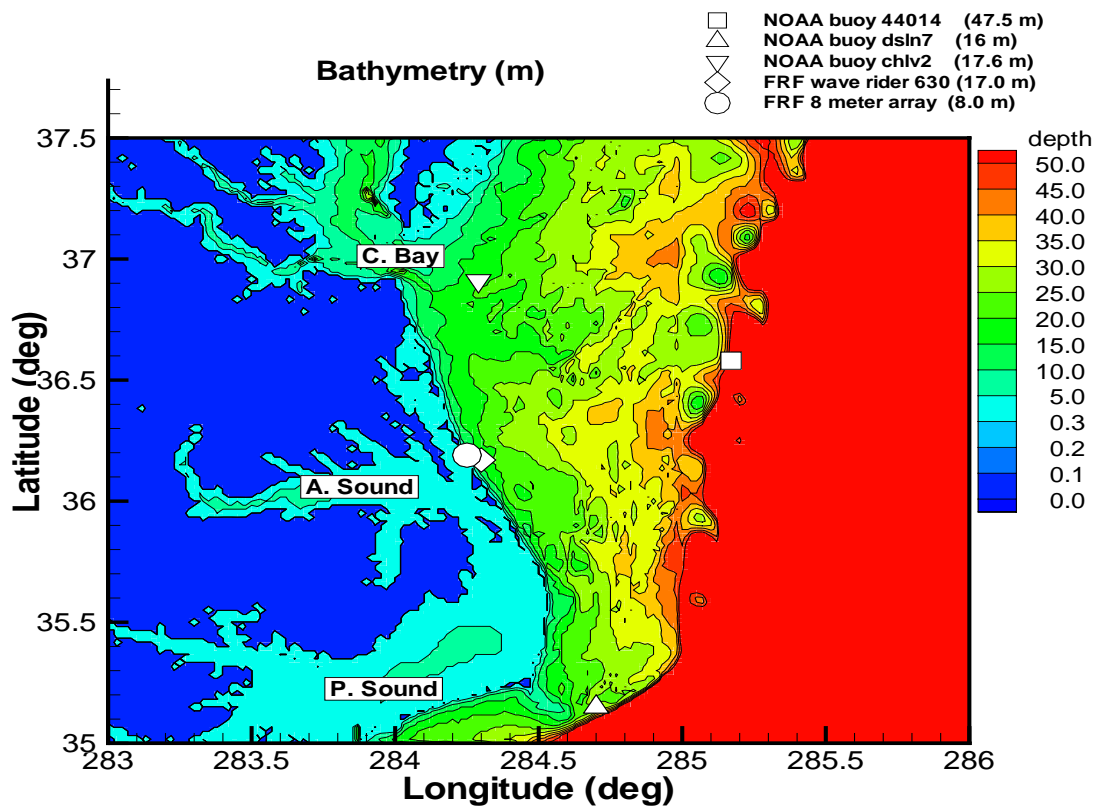 NOAA buoy 44014 (47.5 m)
NOAA buoy dsln7 (16 m)
NOAA buoy chlv2 (17.6 m)
FRF wave rider 630 (17.0 m)
FRF 8 meter array (8.0 m)
Bathymetry (m)
depth
50.0
45.0
40.0
35.0
30.0
25.0
20.0
15.0
10.0
5.0
0.3
0.2
0.1
0.0
37.5
37
36.5
36
35.5
35
Latitude (deg)
C. Bay
A. Sound
P. Sound
283 283.5 284 284.5 285 285.5 286
Longitude (deg)